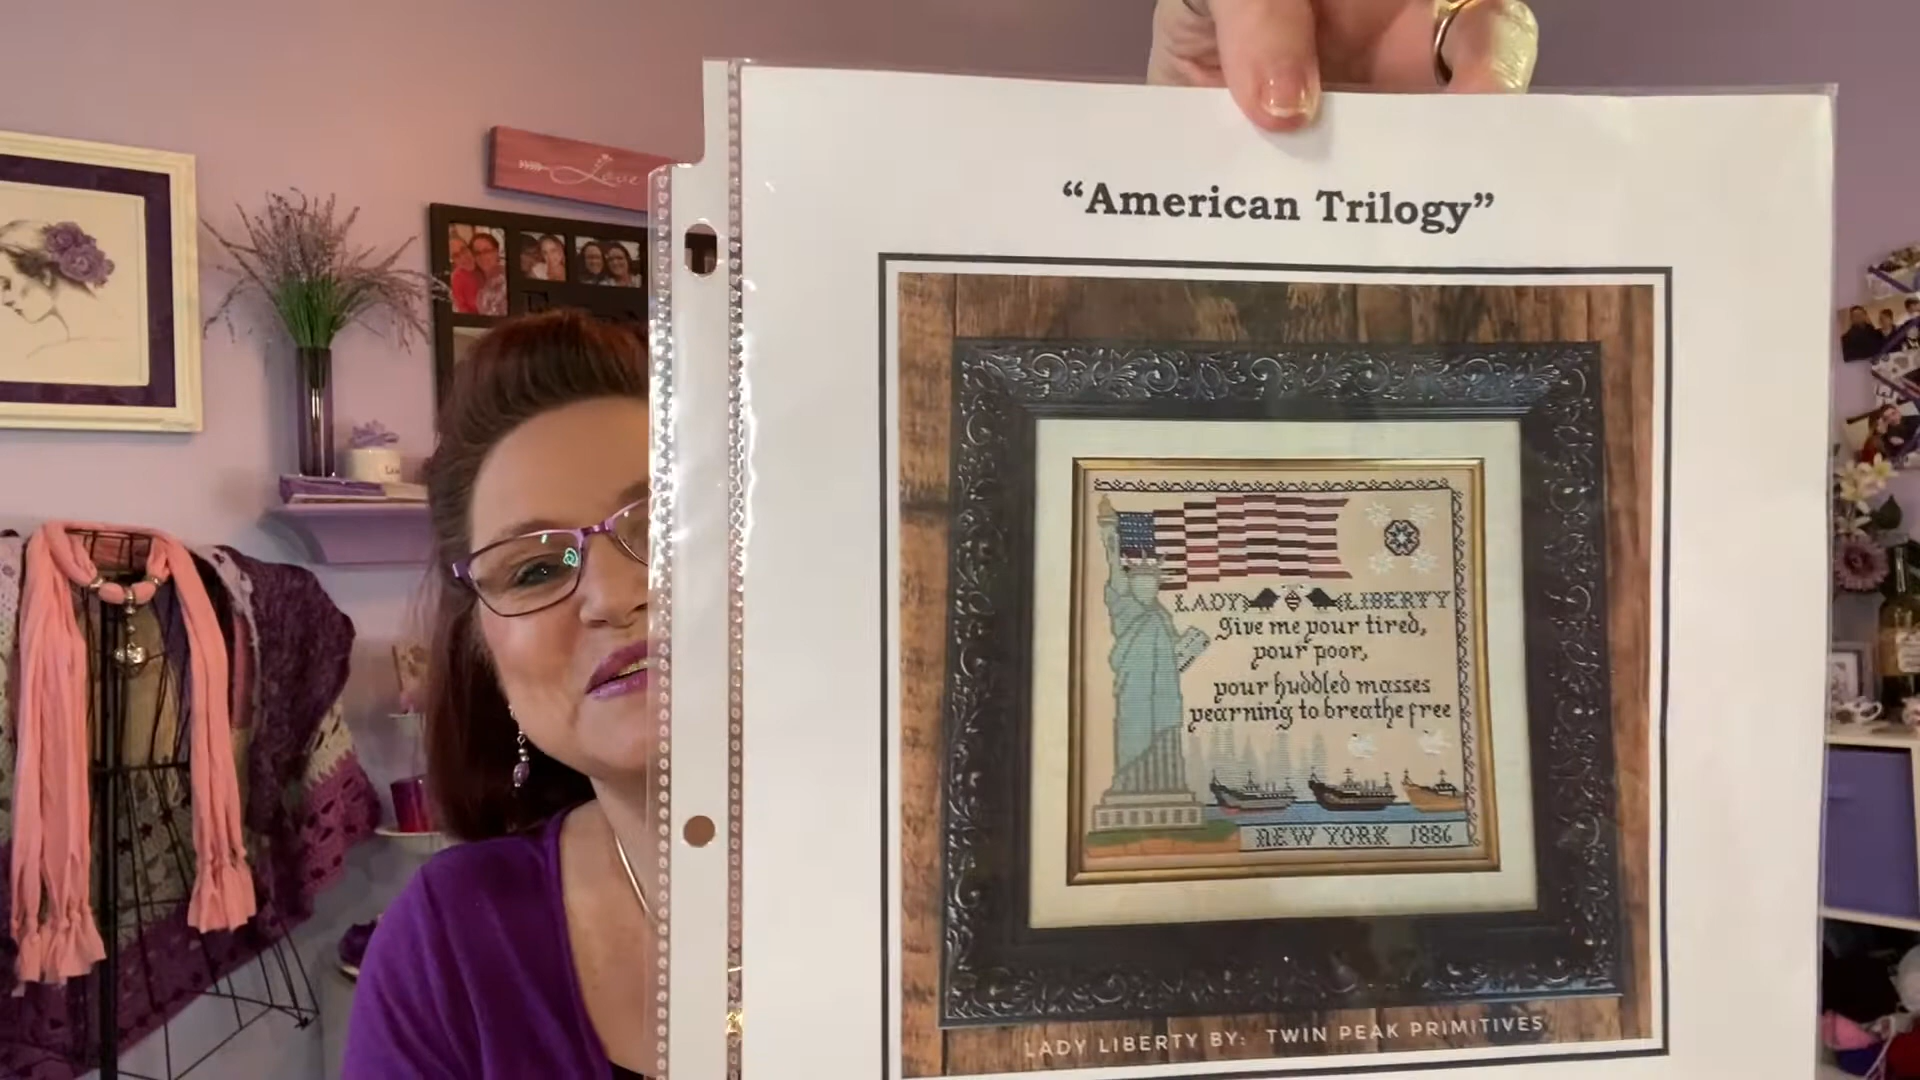 Love
“American Trilogy”
LADY LIBERTY
give me your tired,
your poor,
your huddled masses
yearning to breathe free
NEW YORK 1886
LADY LIBERTY BY: TWIN PEAK PRIMITIVES